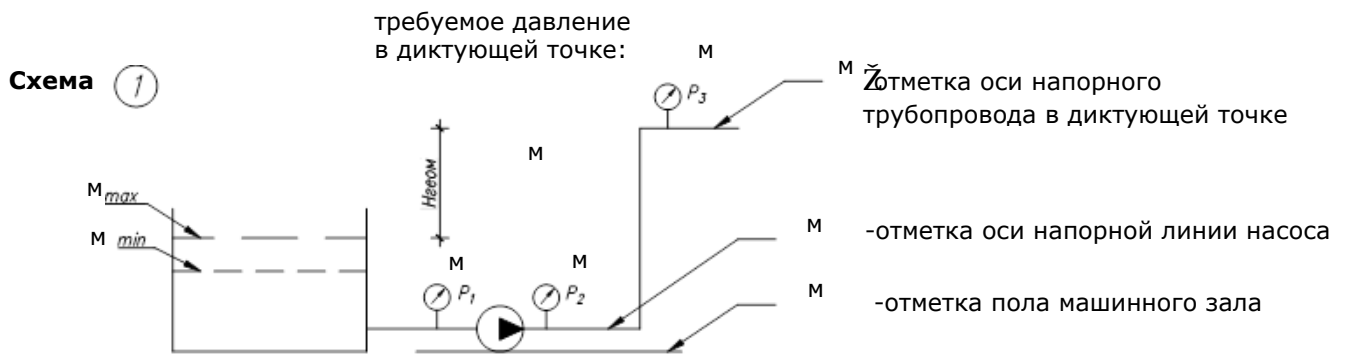 требуемое давление
в диктующей точке: м
Схема 1
м Žотметка оси напорного
трубопровода в диктующей точке
P3
м
Нгеом
м max
м min
м -отметка оси напорной линии насоса
м P1
м P2
м -отметка пола машинного зала